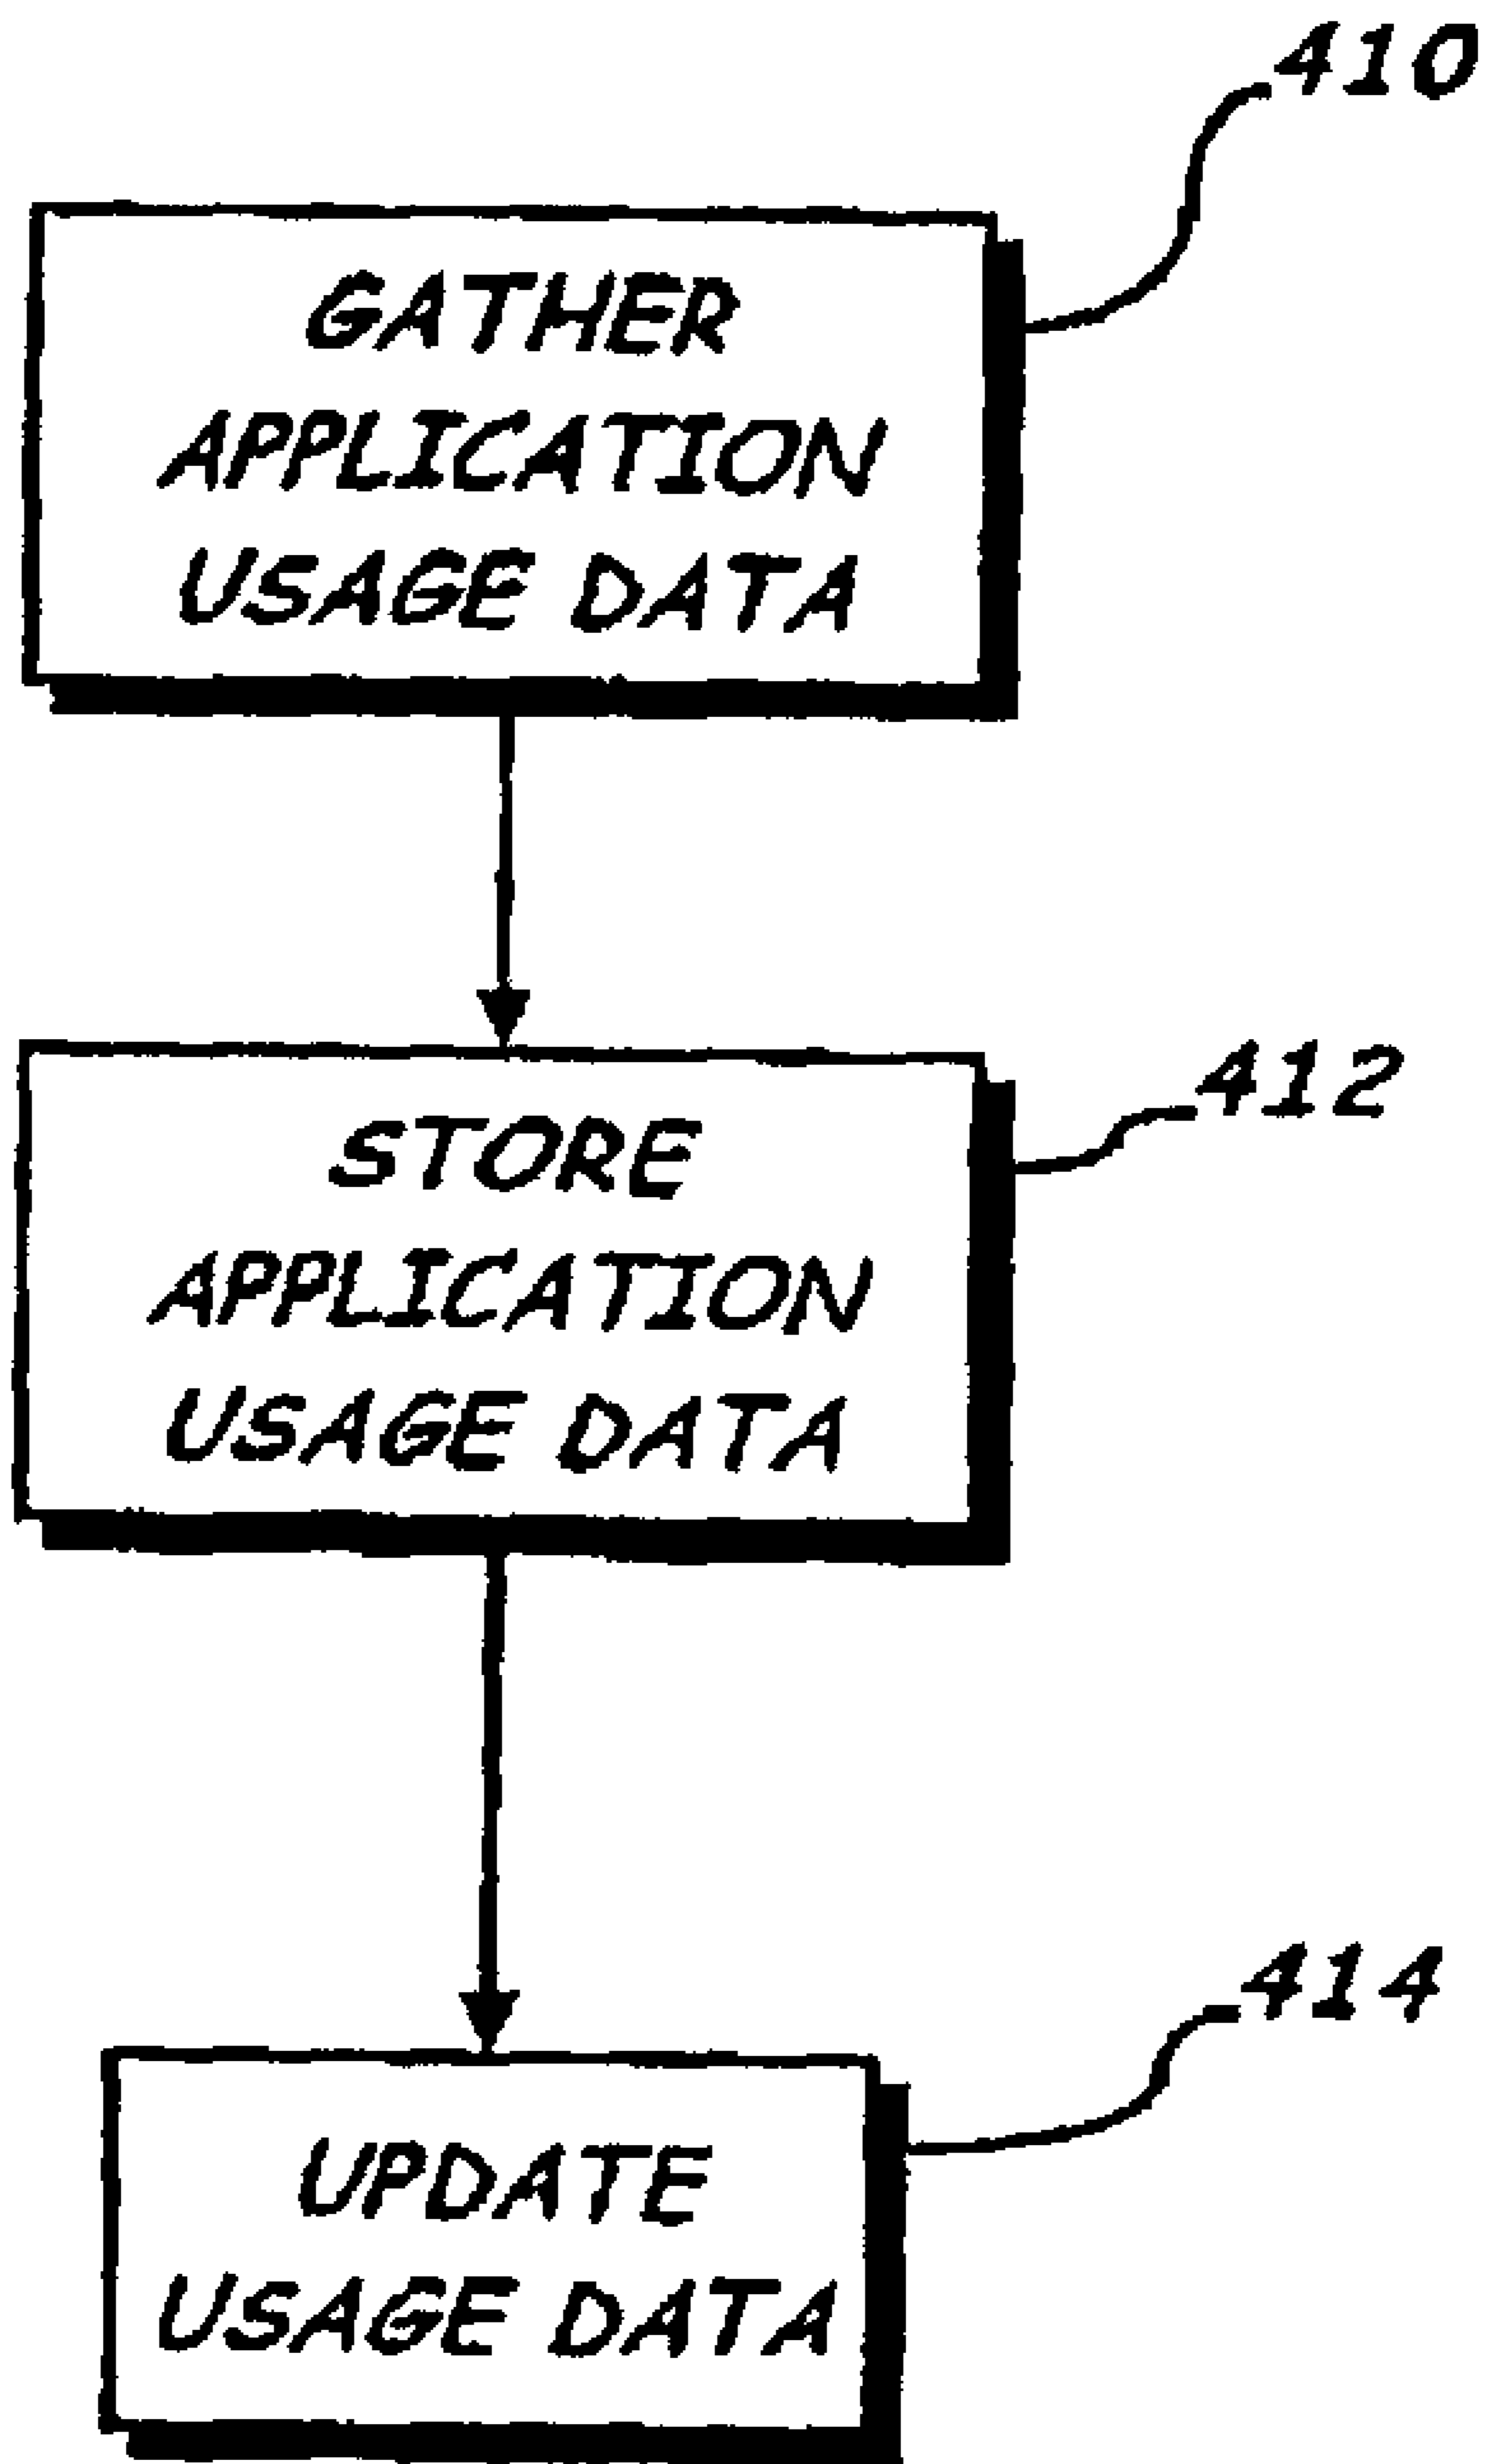 410
GATHER
APPLICATION
USAGE DATA
412
STORE
APPLICATION
USAGE DATA
414
UPDATE
USAGE DATA